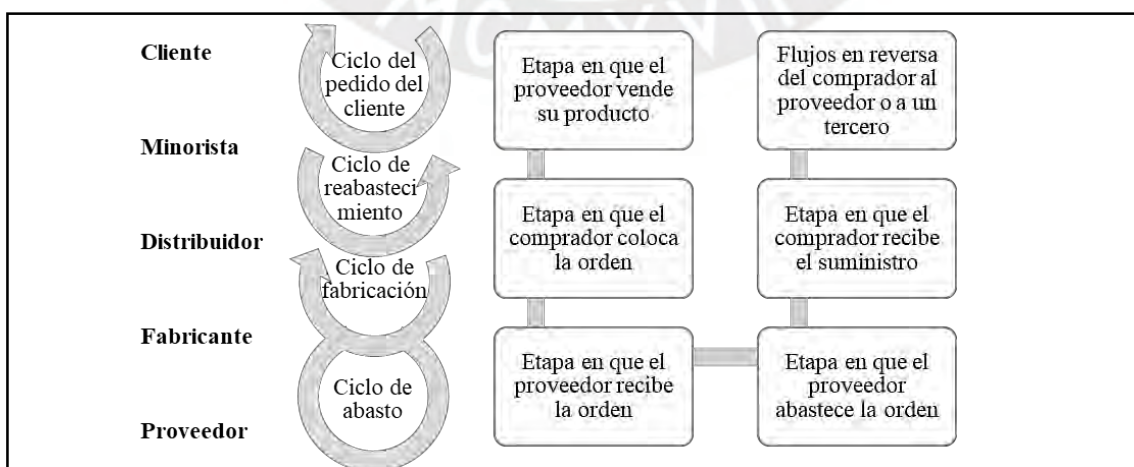 MCMXVII
Cliente
Minorista
Distribuidor
Fabricante
Proveedor
Ciclo del
pedido del
cliente
Ciclo de
reabasteci
miento
Ciclo de
fabricación
Ciclo de
abasto
Etapa en que el
proveedor vende
su producto
Etapa en que el
comprador coloca
la orden
Etapa en que el
proveedor recibe
la orden
Etapa en que el
proveedor
abastece la orden
Etapa en que el
comprador recibe
el suministro
Flujos en reversa
del comprador al
proveedor o a un
tercero